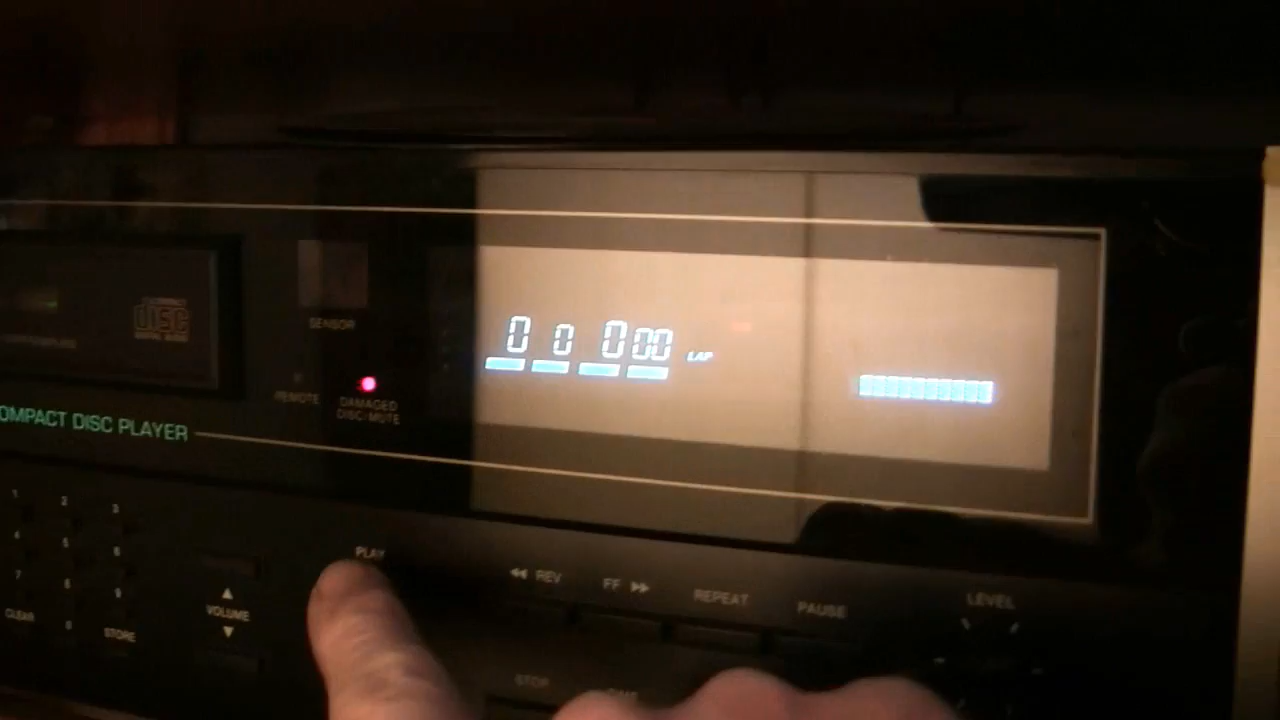 COMPACT
DISC
DIGITAL AUDIO
SENSOR
REMOTE
DAMAGED
DISC/MUTE
0 0 0 00 LAP
COMPACT DISC PLAYER
1 2 3
4 5 6
7 8 9
CLEAR 0 STORE
VOLUME
PLAY
REV FF REPEAT PAUSE LEVEL
STOP